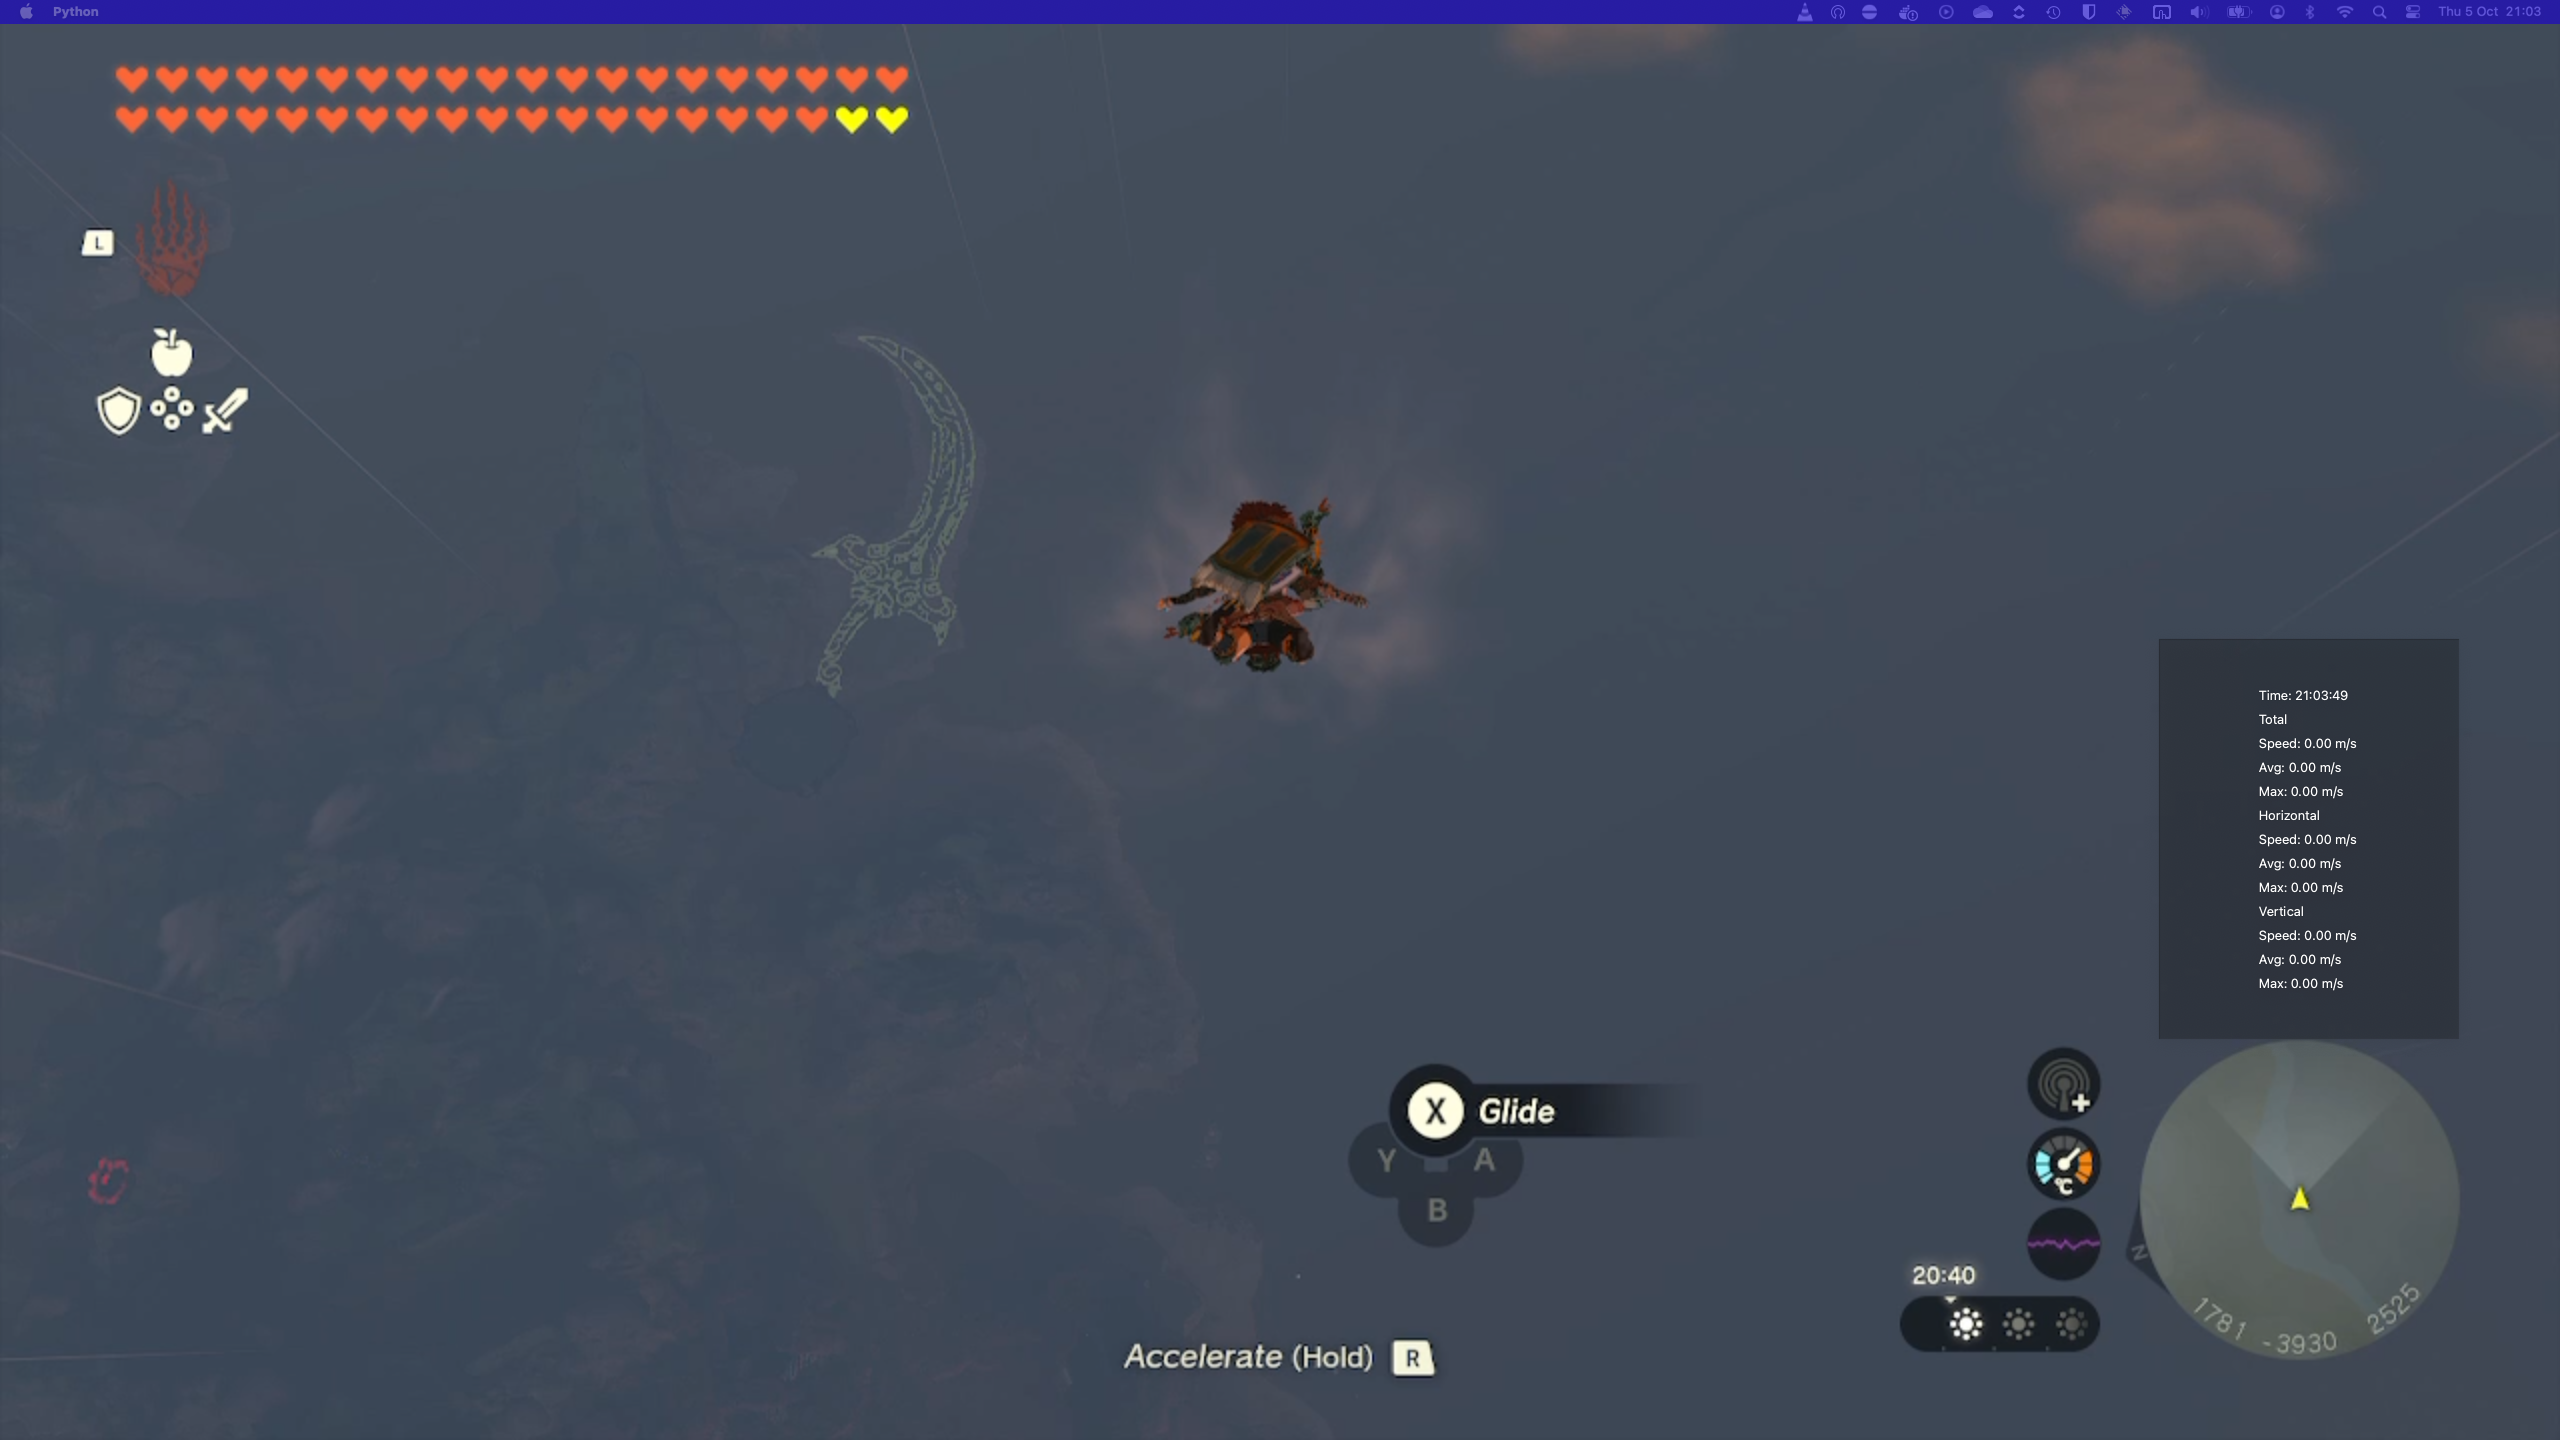 Python
Thu 5 Oct 21:03
L
Time: 21:03:49
Total
Speed: 0.00 m/s
Avg: 0.00 m/s
Max: 0.00 m/s
Horizontal
Speed: 0.00 m/s
Avg: 0.00 m/s
Max: 0.00 m/s
Vertical
Speed: 0.00 m/s
Avg: 0.00 m/s
Max: 0.00 m/s
X Glide
Y A
B
°C
N
20:40
1781 -3930 2525
Accelerate (Hold) R